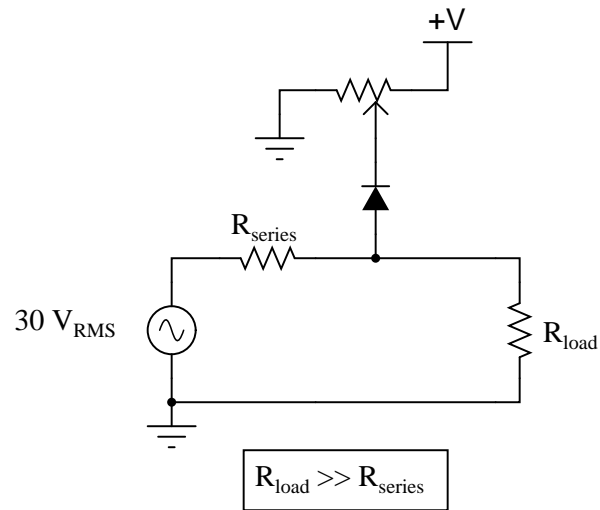 +V
R_series
30 V_RMS
R_load
R_load >> R_series